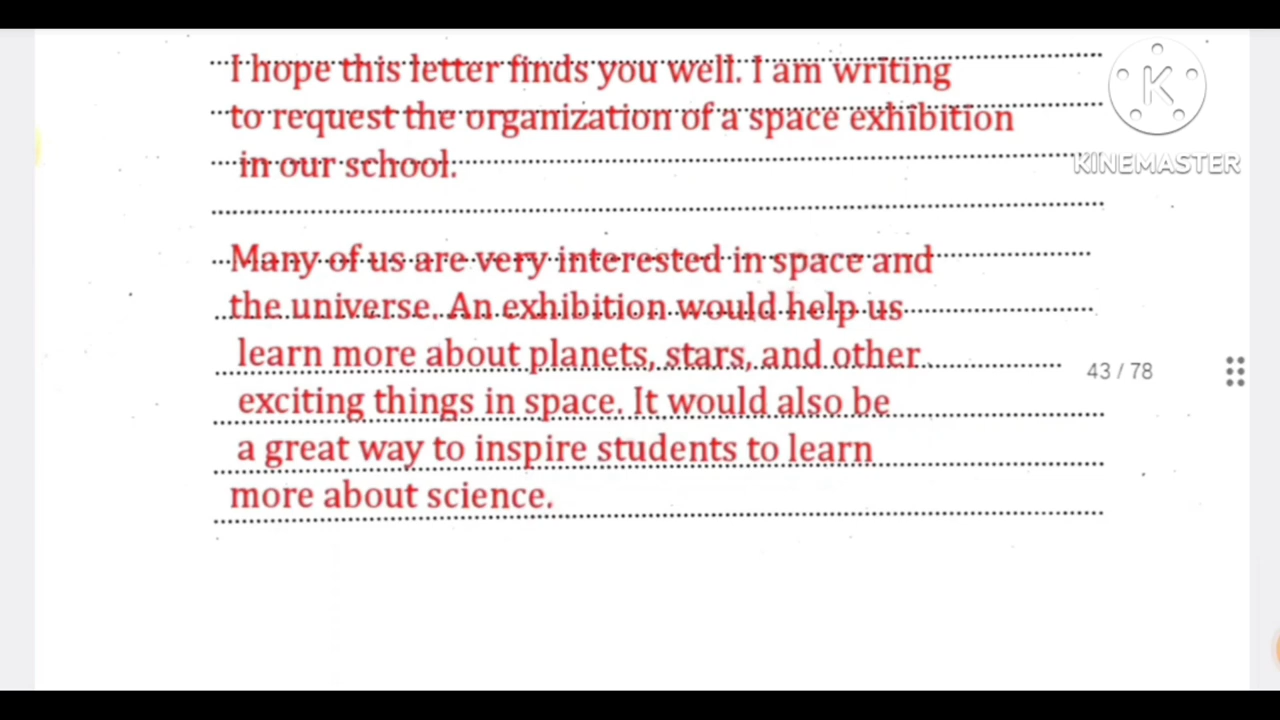 I hope this letter finds you well. I am writing
to request the organization of a space exhibition
in our school.
KINEMASTER
Many of us are very interested in space and
the universe. An exhibition would help us
learn more about planets, stars, and other
exciting things in space. It would also be
a great way to inspire students to learn
more about science.
43 / 78